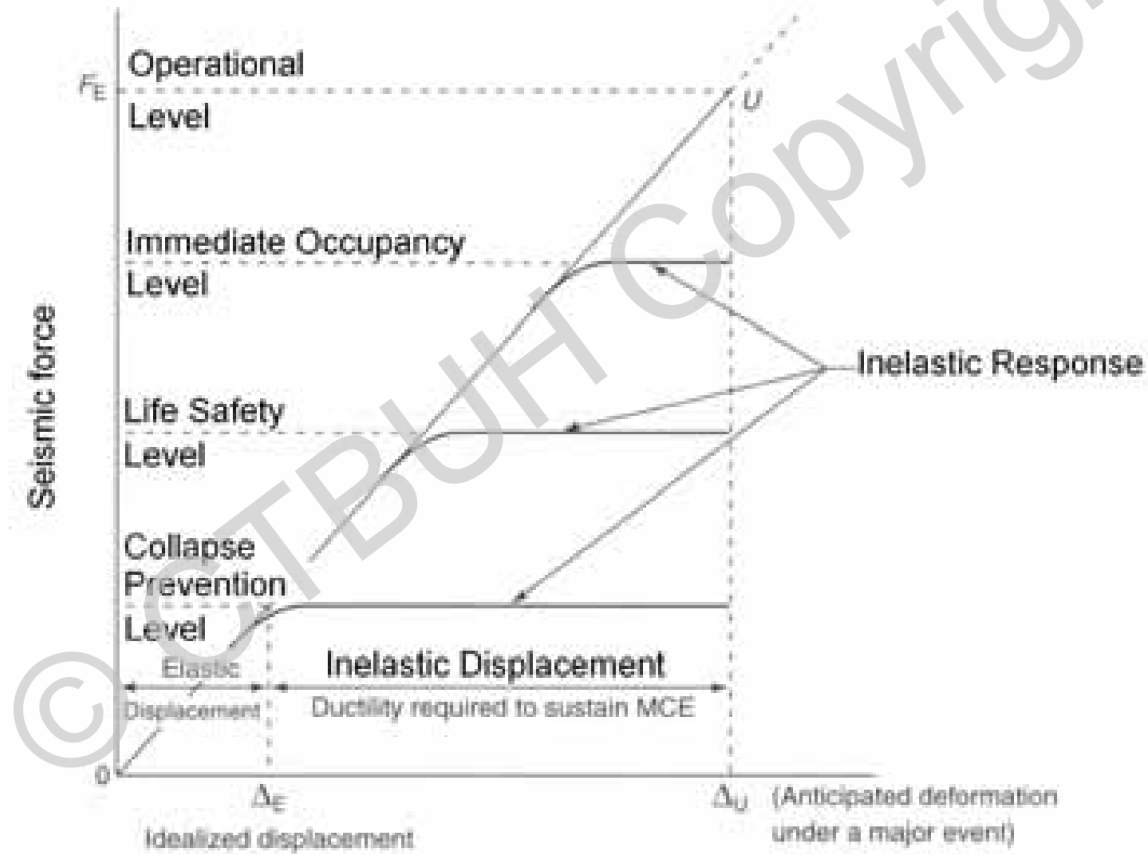 Operational
F_E
Level
U
Immediate Occupancy
Level
Inelastic Response
Life Safety
Level
Seismic force
Collapse
Prevention
Level
Elastic
Inelastic Displacement
Displacement
Ductility required to sustain MCE
0
Δ_E
Δ_U (Anticipated deformation
under a major event)
Idealized displacement
© CTBUH Copyright